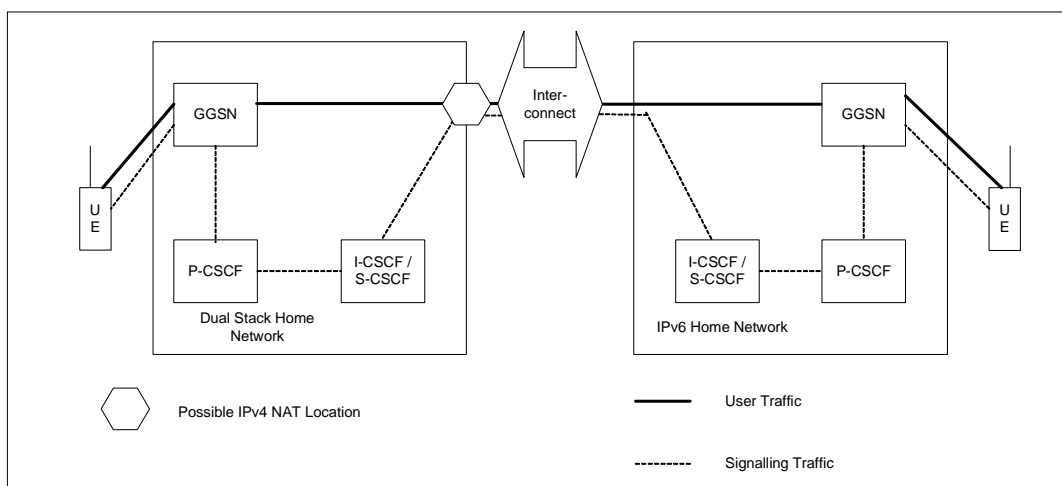 GGSN
Inter-
connect
GGSN
U
E
U
E
P-CSCF
I-CSCF /
S-CSCF
I-CSCF /
S-CSCF
P-CSCF
Dual Stack Home
Network
IPv6 Home Network
Possible IPv4 NAT Location
User Traffic
Signalling Traffic